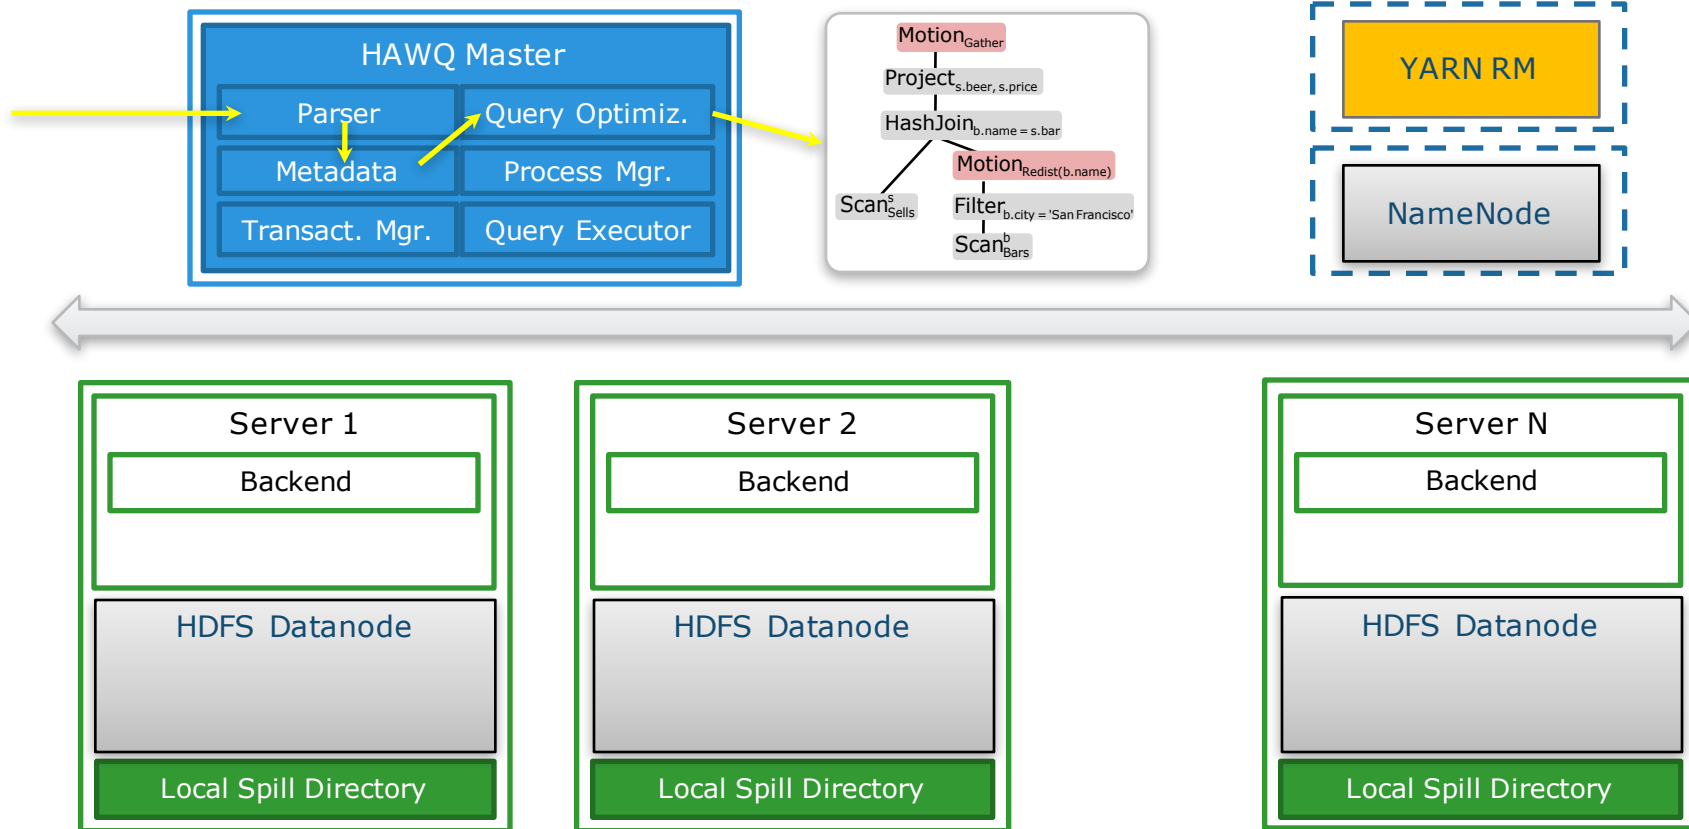 HAWQ Master
Parser
Query Optimiz.
Metadata
Process Mgr.
Transact. Mgr.
Query Executor
MotionGather
Projects.beer, s.price
HashJoinb.name = s.bar
MotionRedist(b.name)
ScansSells
Filterb.city = 'San Francisco'
ScanbBars
YARN RM
NameNode
Server 1
Backend
HDFS Datanode
Local Spill Directory
Server 2
Backend
HDFS Datanode
Local Spill Directory
Server N
Backend
HDFS Datanode
Local Spill Directory